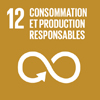 12 CONSOMMATION
ET PRODUCTION
RESPONSABLES